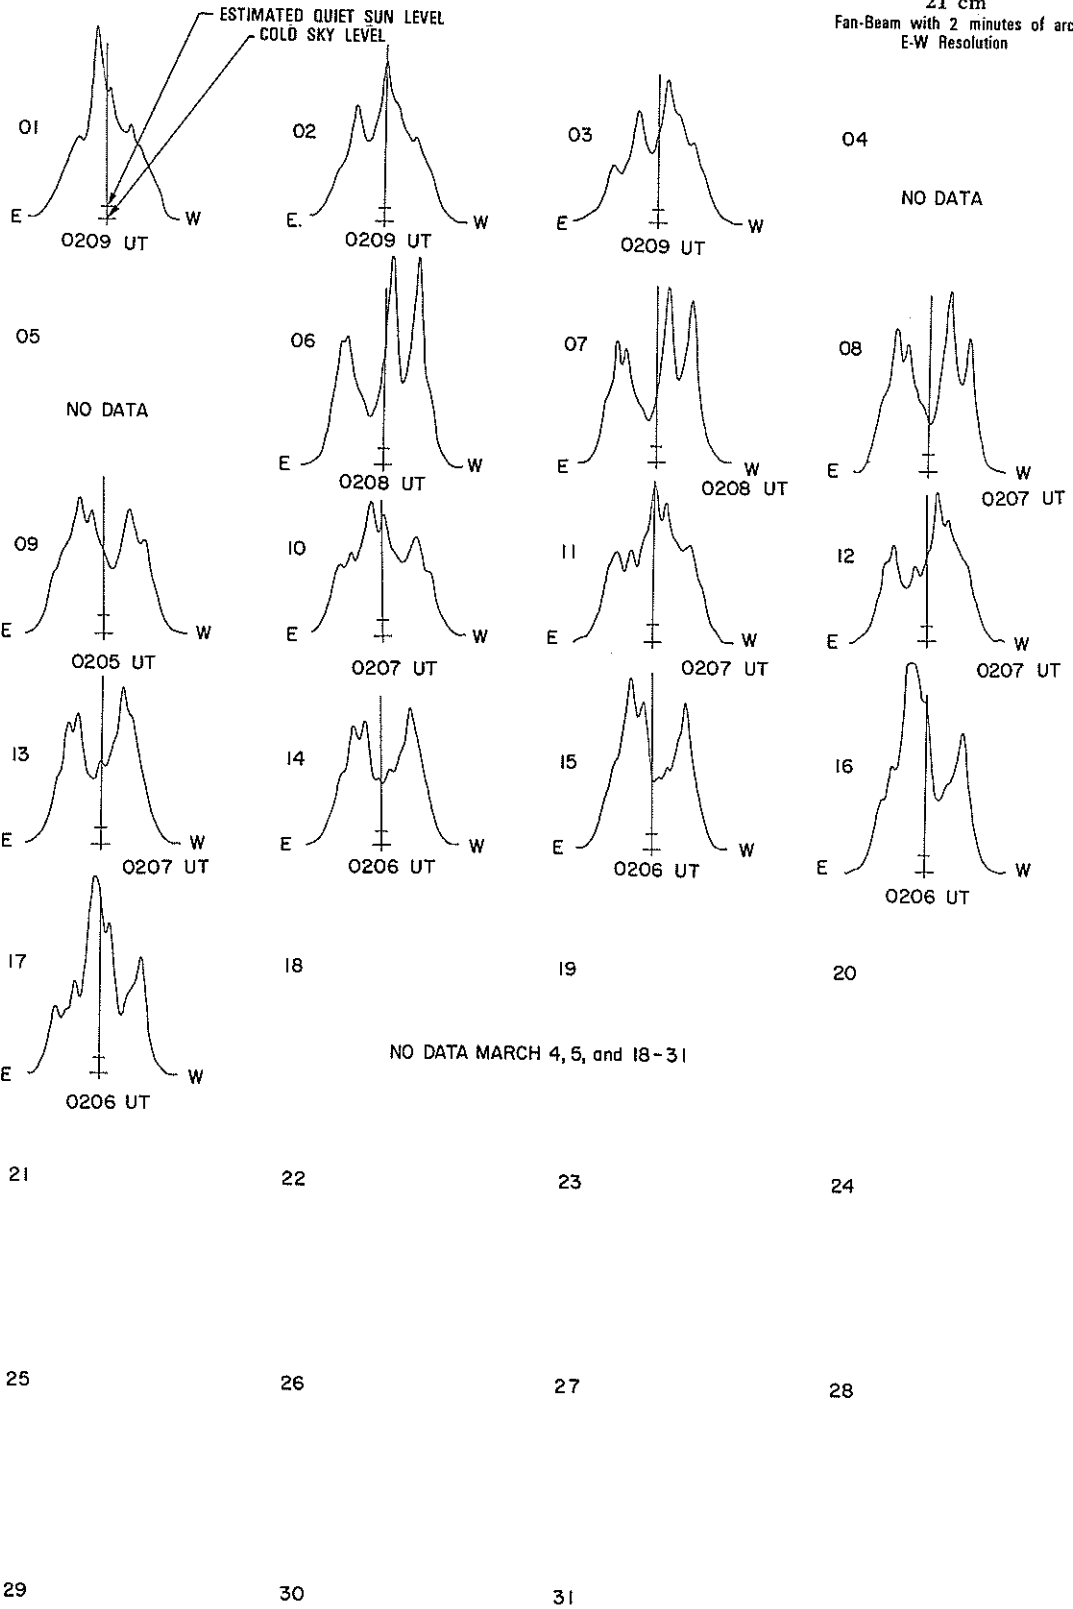 ESTIMATED QUIET SUN LEVEL
COLD SKY LEVEL
21 cm
Fan-Beam with 2 minutes of arc
E-W Resolution
01
E
W
0209 UT
02
E.
W
0209 UT
03
E
W
0209 UT
04
NO DATA
05
NO DATA
06
E
W
0208 UT
07
E
W
0208 UT
08
E
W
0207 UT
09
E
W
0205 UT
10
E
W
0207 UT
11
E
W
0207 UT
12
E
W
0207 UT
13
E
W
0207 UT
14
E
W
0206 UT
15
E
W
0206 UT
16
E
W
0206 UT
17
E
W
0206 UT
18
19
20
NO DATA MARCH 4, 5, and 18-31
21
22
23
24
25
26
27
28
29
30
31